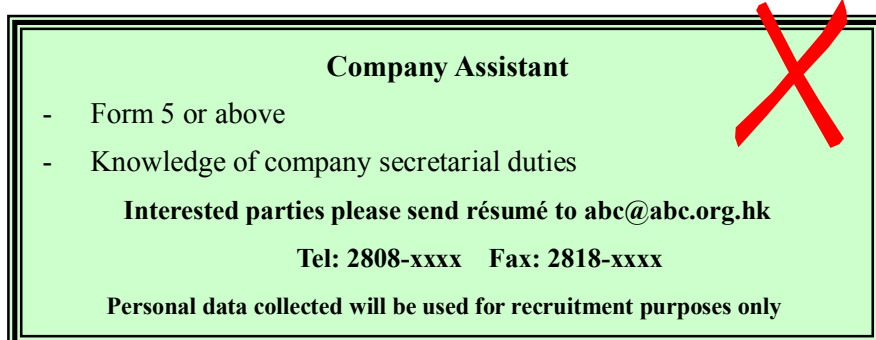 Company Assistant
- Form 5 or above
- Knowledge of company secretarial duties
Interested parties please send résumé to abc@abc.org.hk
Tel: 2808-xxxx Fax: 2818-xxxx
Personal data collected will be used for recruitment purposes only